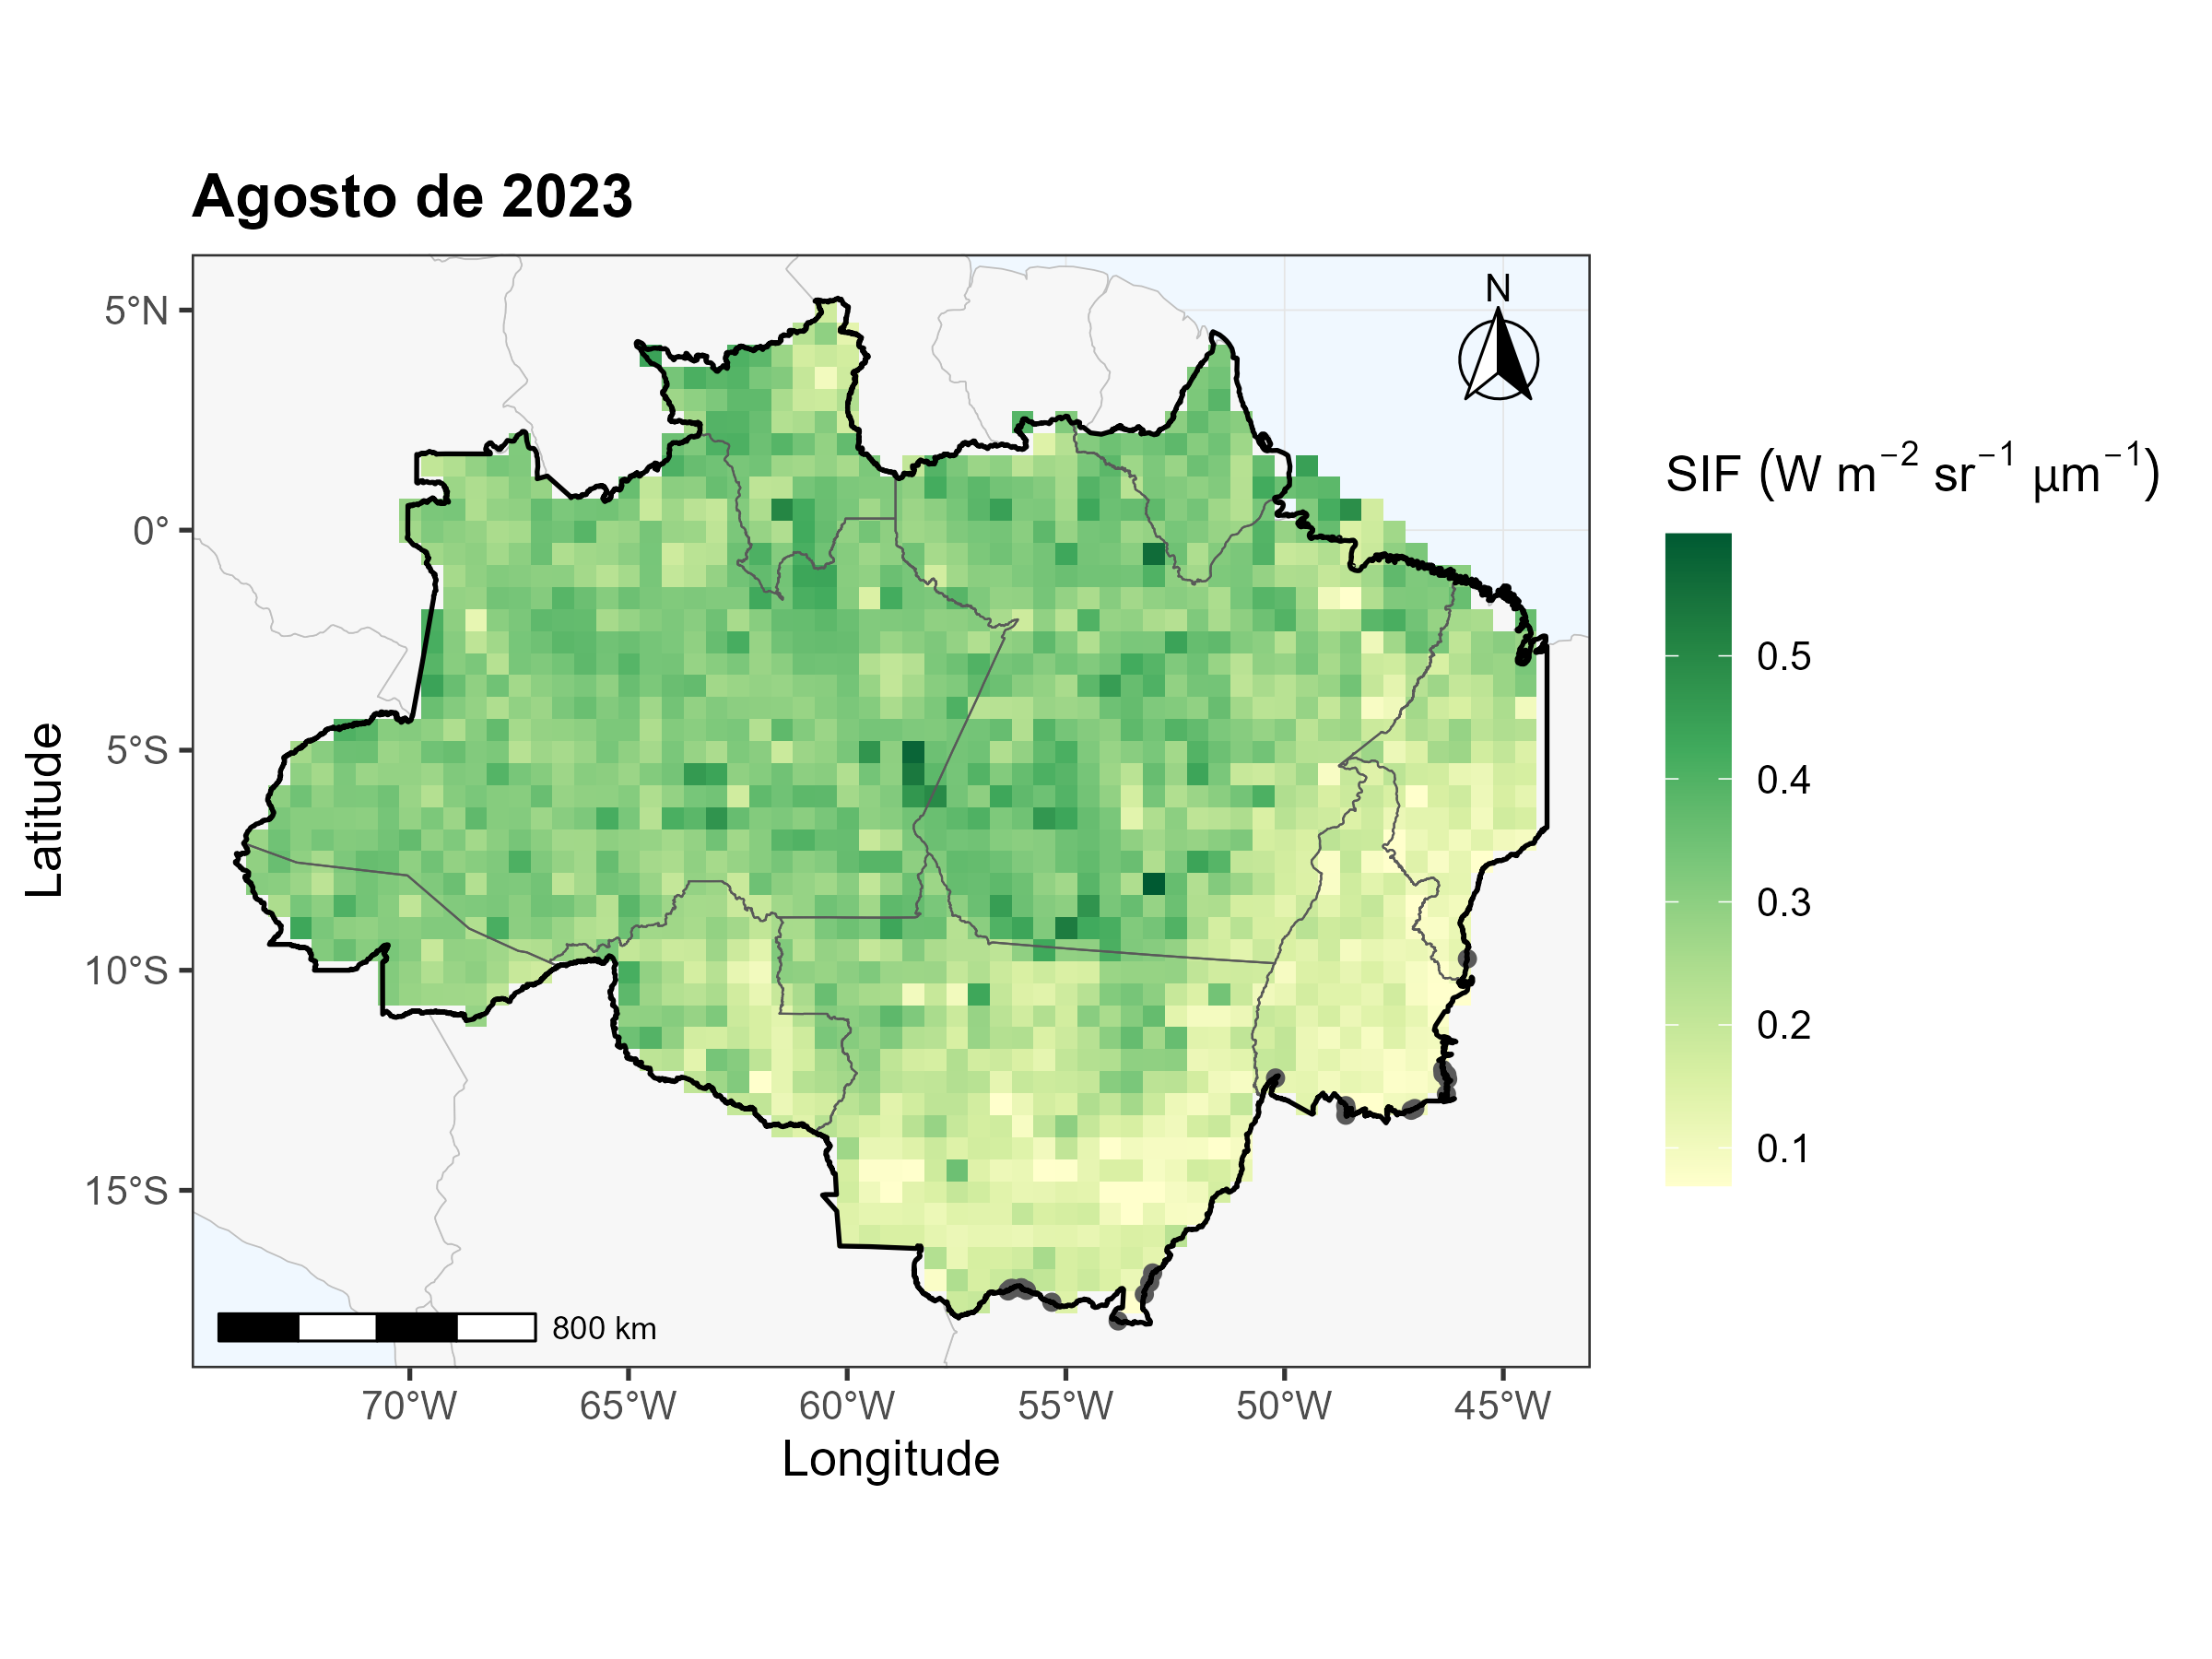 Agosto de 2023
N
SIF (W m⁻² sr⁻¹ µm⁻¹)
0.5
0.4
0.3
0.2
0.1
5°N
0°
5°S
10°S
15°S
Latitude
800 km
70°W 65°W 60°W 55°W 50°W 45°W
Longitude